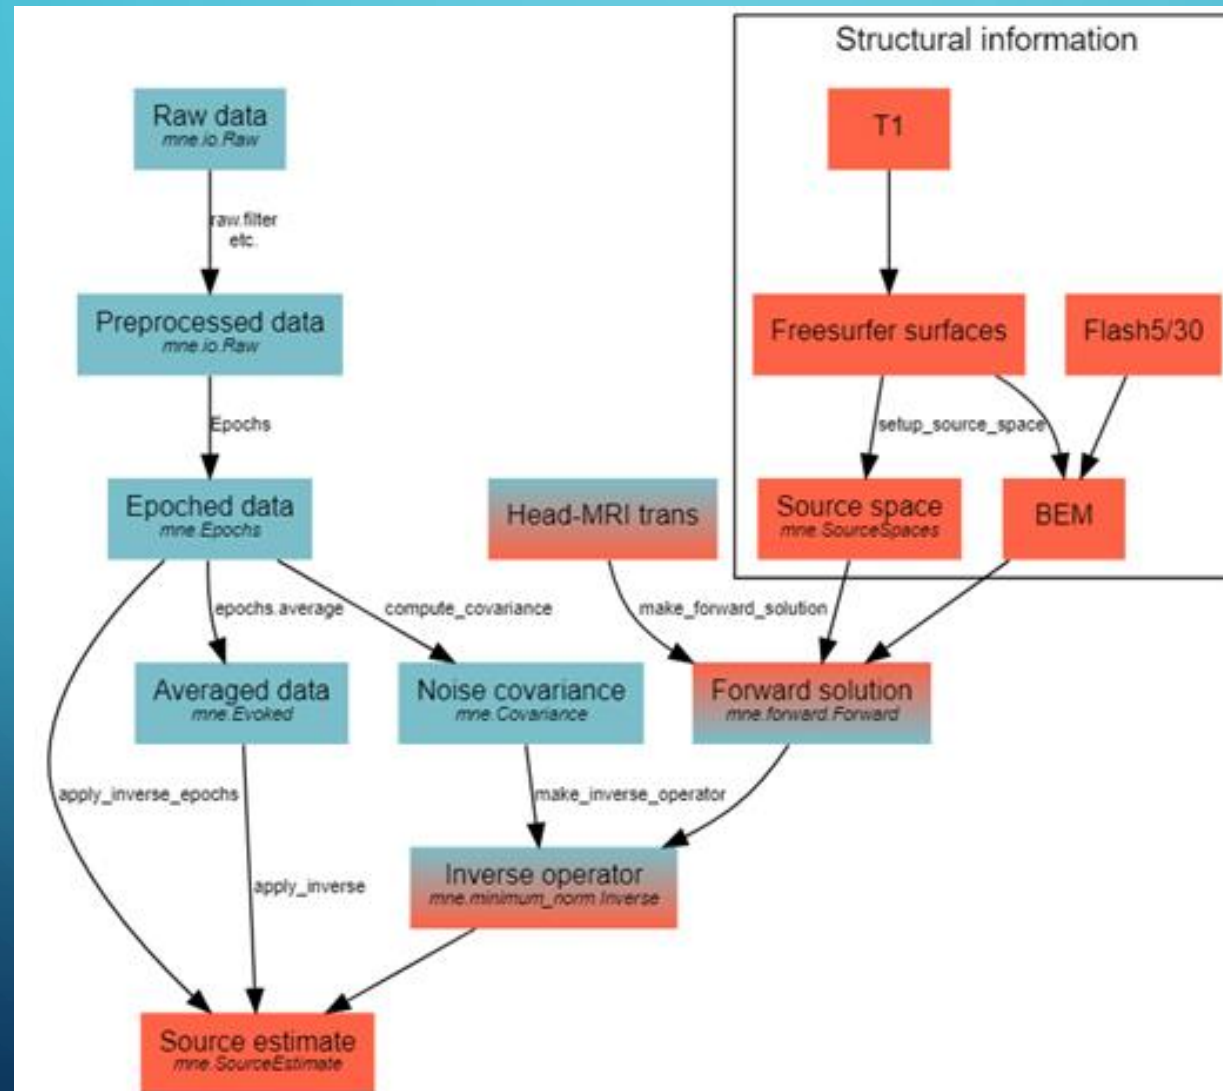 Structural information
Raw data
mne.io.Raw
T1
raw.filter
etc.
Preprocessed data
mne.io.Raw
Freesurfer surfaces
Flash5/30
Epochs
setup_source_space
Epoched data
mne.Epochs
Head-MRI trans
Source space
mne.SourceSpaces
BEM
epochs.average
compute_covariance
make_forward_solution
Averaged data
mne.Evoked
Noise covariance
mne.Covariance
Forward solution
mne.forward.Forward
apply_inverse_epochs
make_inverse_operator
Inverse operator
mne.minimum_norm.Inverse
apply_inverse
Source estimate
mne.SourceEstimate